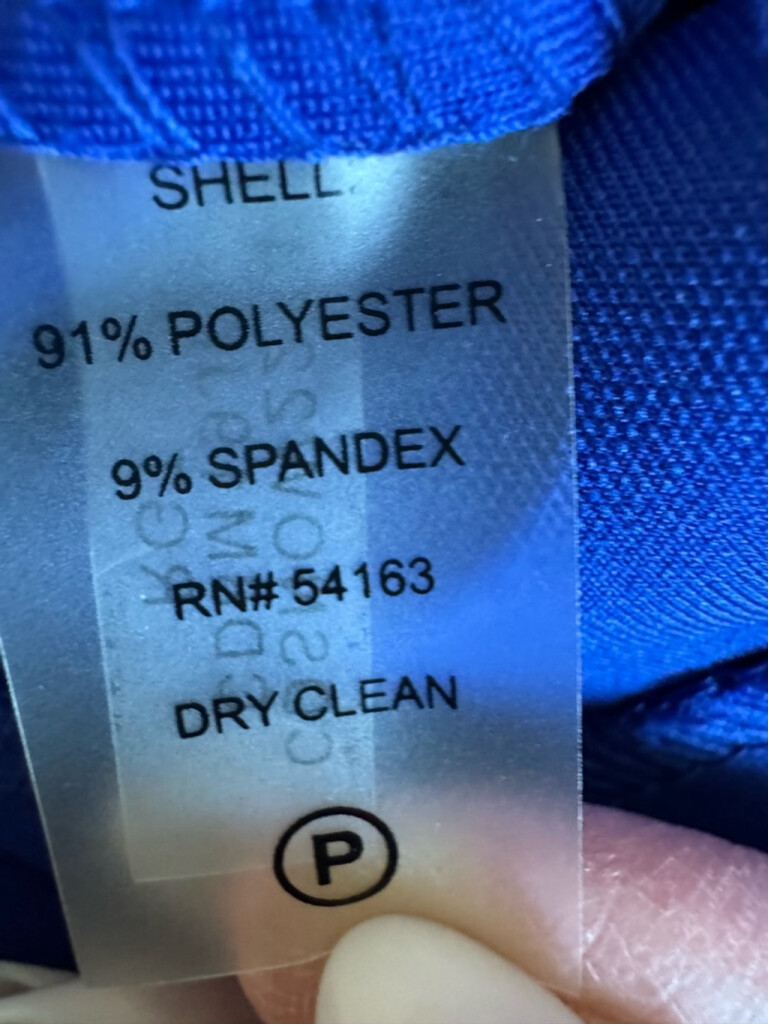 SHELL:
91% POLYESTER
9% SPANDEX
RN# 54163
DRY CLEAN
P